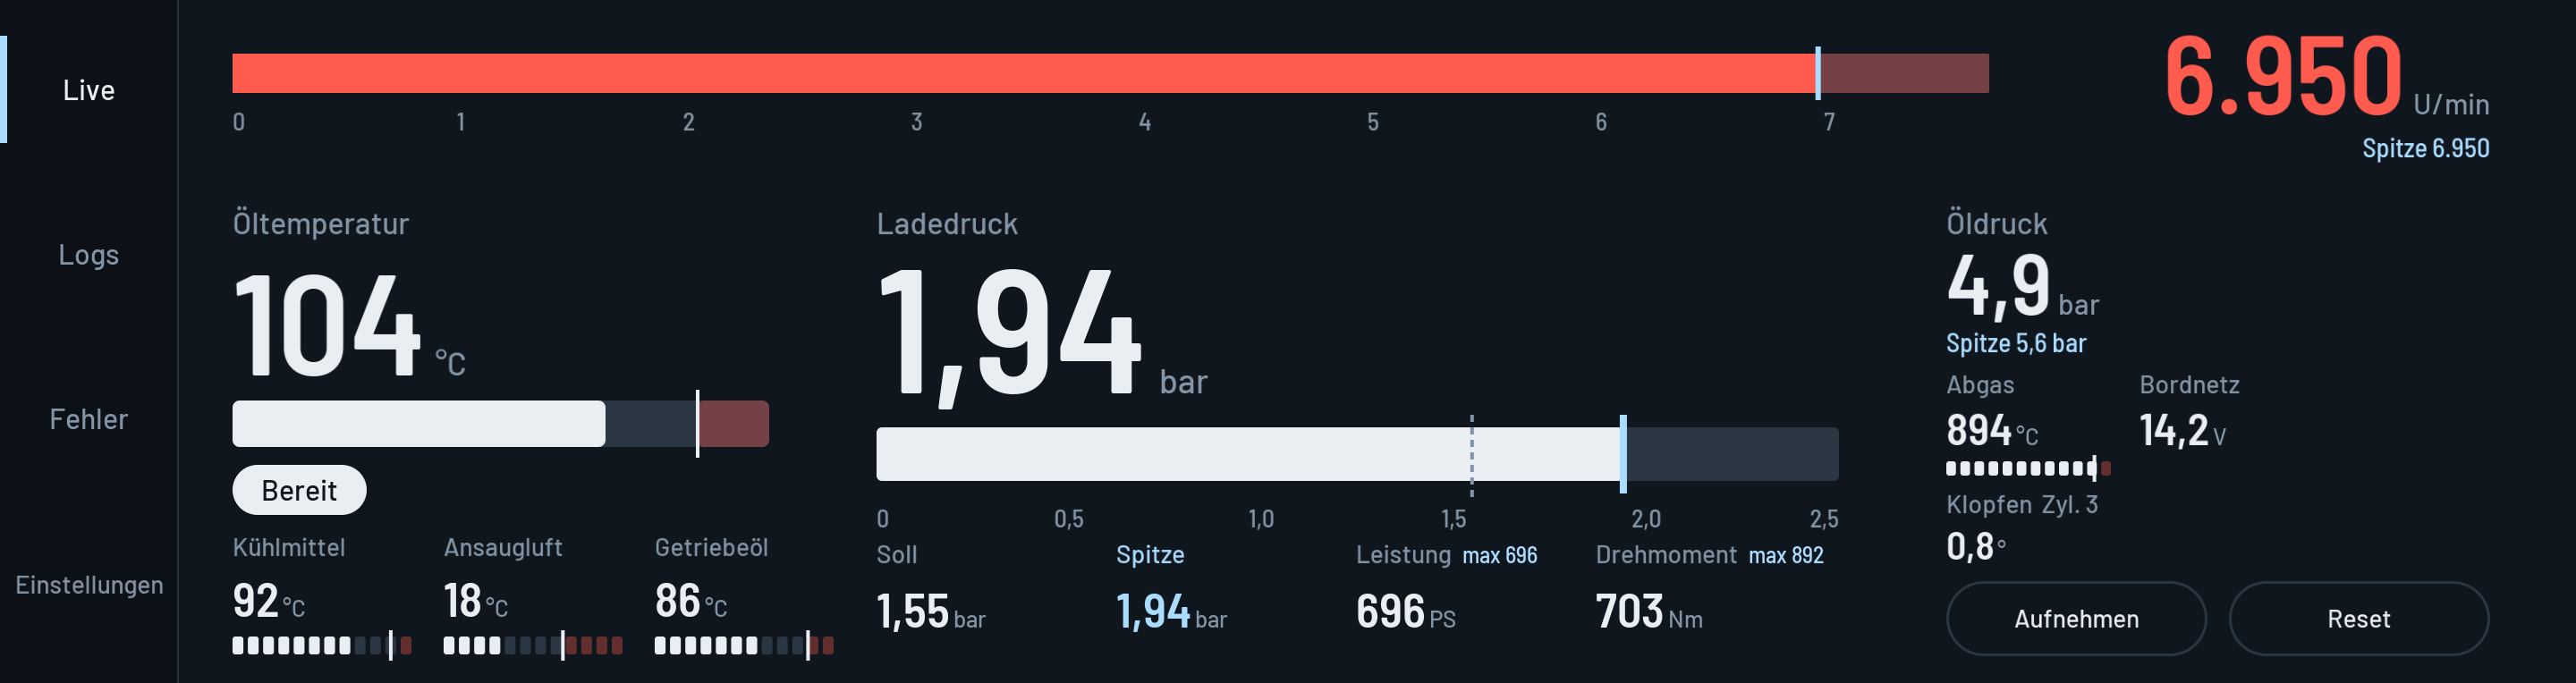 Live
Logs
Fehler
Einstellungen
0 1 2 3 4 5 6 7
6.950 U/min
Spitze 6.950
Öltemperatur
104 °C
Bereit
Kühlmittel Ansaugluft Getriebeöl
92 °C 18 °C 86 °C
Ladedruck
1,94 bar
0 0,5 1,0 1,5 2,0 2,5
Soll Spitze Leistung max 696 Drehmoment max 892
1,55 bar 1,94 bar 696 PS 703 Nm
Öldruck
4,9 bar
Spitze 5,6 bar
Abgas Bordnetz
894 °C 14,2 V
Klopfen Zyl. 3
0,8°
Aufnehmen Reset